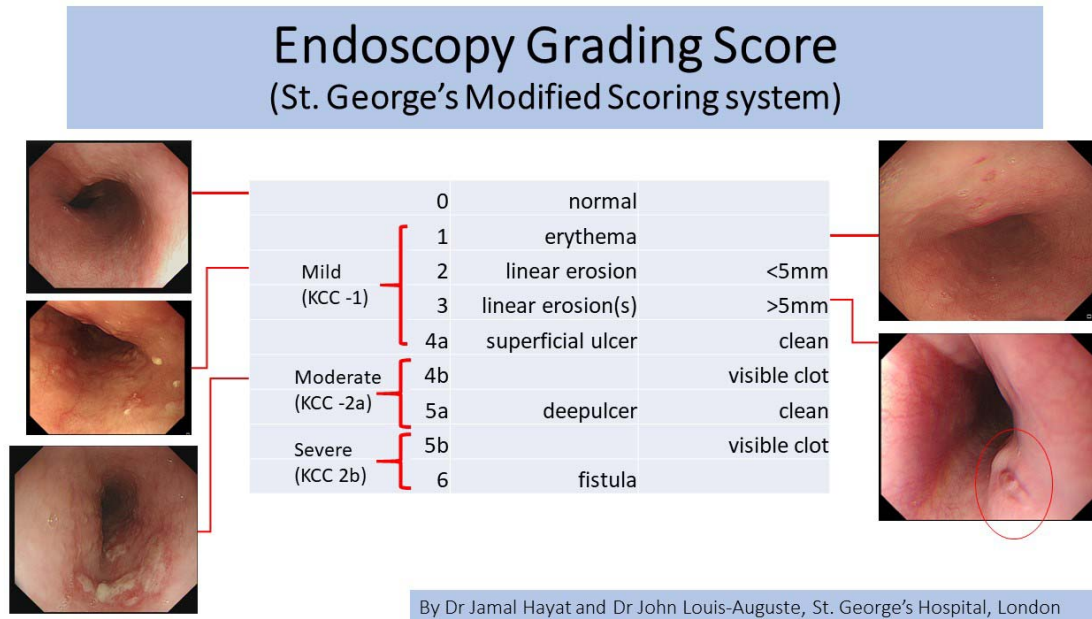 Endoscopy Grading Score
(St. George's Modified Scoring system)
0 normal
1 erythema
Mild
(KCC -1)
2 linear erosion <5mm
3 linear erosion(s) >5mm
4a superficial ulcer clean
Moderate
(KCC -2a)
4b visible clot
5a deepulcer clean
Severe
(KCC 2b)
5b visible clot
6 fistula
By Dr Jamal Hayat and Dr John Louis-Auguste, St. George's Hospital, London